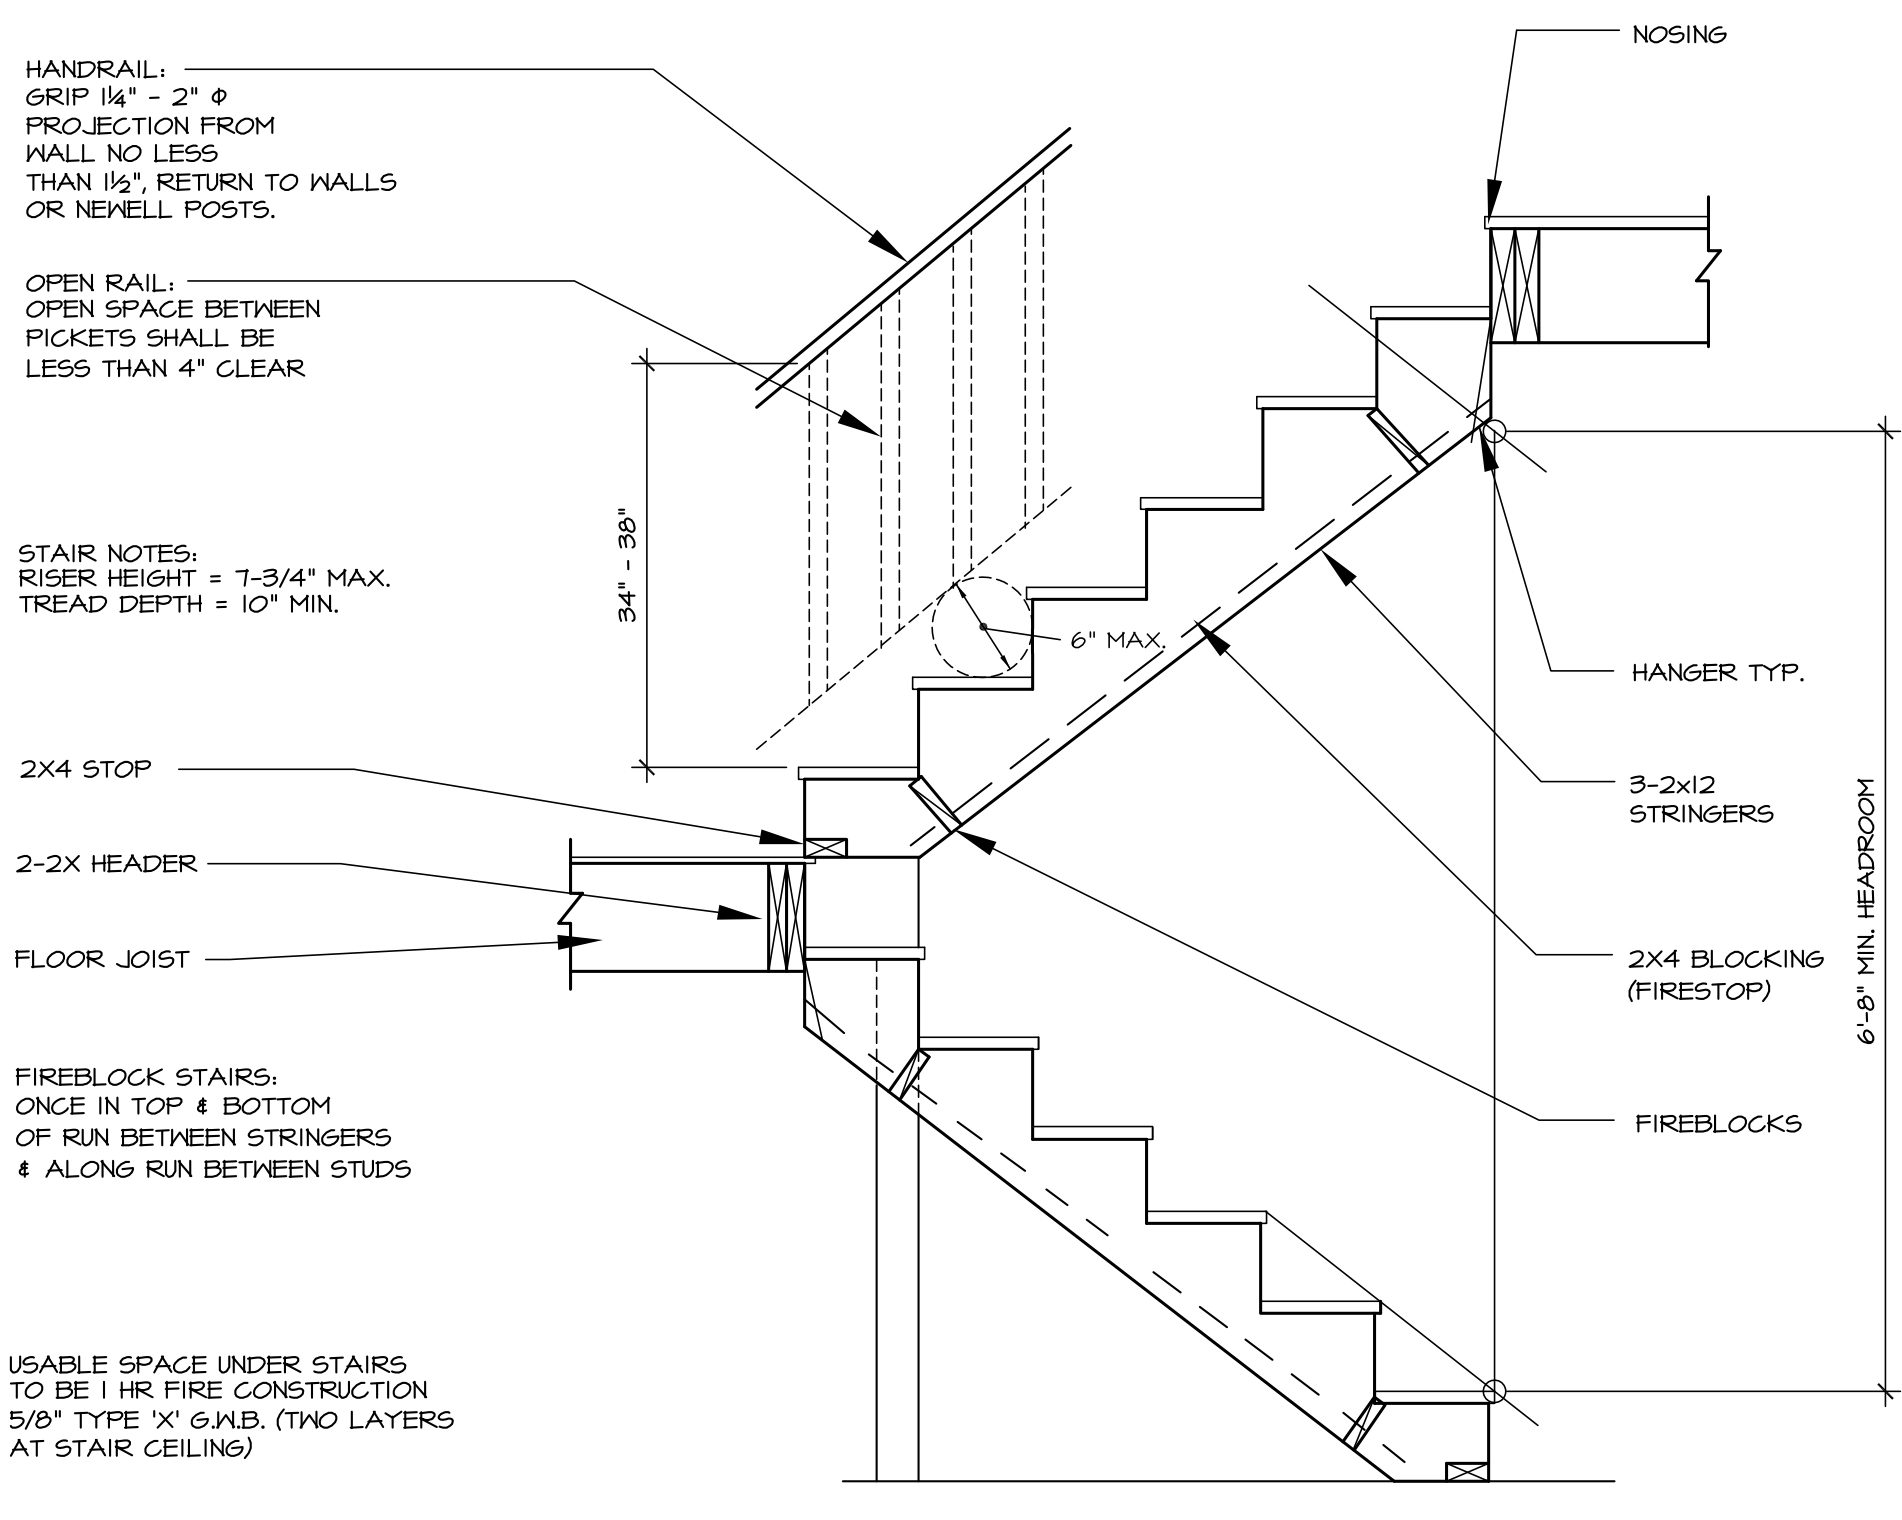 HANDRAIL:
GRIP 1¼" - 2" Φ
PROJECTION FROM
WALL NO LESS
THAN 1½", RETURN TO WALLS
OR NEWELL POSTS.
OPEN RAIL:
OPEN SPACE BETWEEN
PICKETS SHALL BE
LESS THAN 4" CLEAR
STAIR NOTES:
RISER HEIGHT = 7-3/4" MAX.
TREAD DEPTH = 10" MIN.
2X4 STOP
2-2X HEADER
FLOOR JOIST
FIREBLOCK STAIRS:
ONCE IN TOP & BOTTOM
OF RUN BETWEEN STRINGERS
& ALONG RUN BETWEEN STUDS
USABLE SPACE UNDER STAIRS
TO BE 1 HR FIRE CONSTRUCTION
5/8" TYPE 'X' G.W.B. (TWO LAYERS
AT STAIR CEILING)
34" - 38"
6" MAX.
NOSING
HANGER TYP.
3-2x12
STRINGERS
2X4 BLOCKING
(FIRESTOP)
FIREBLOCKS
6'-8" MIN. HEADROOM